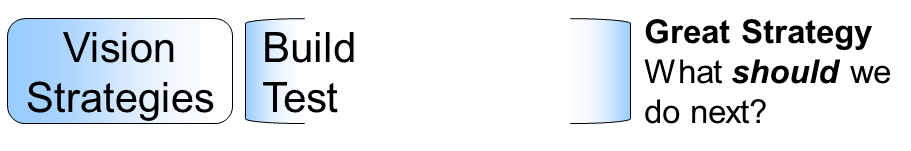 Vision
Strategies
Build
Test
Great Strategy
What should we
do next?